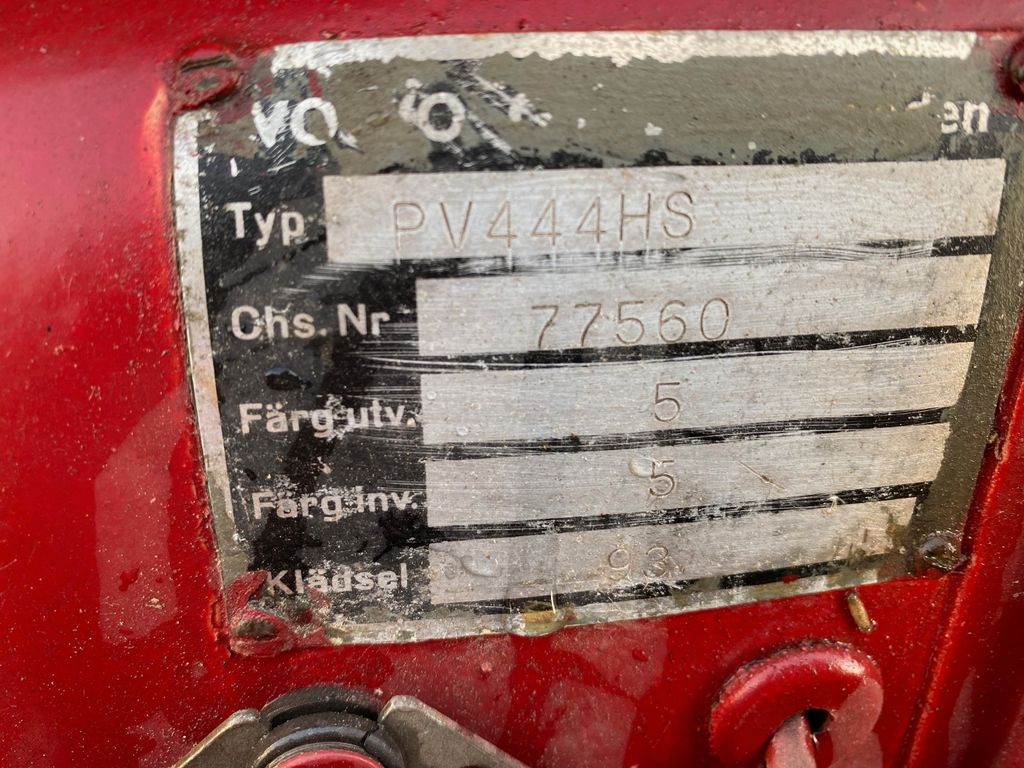 Typ PV444HS
Chs. Nr 77560
Färg utv. 5
Färg inv. 5
Klädsel 93